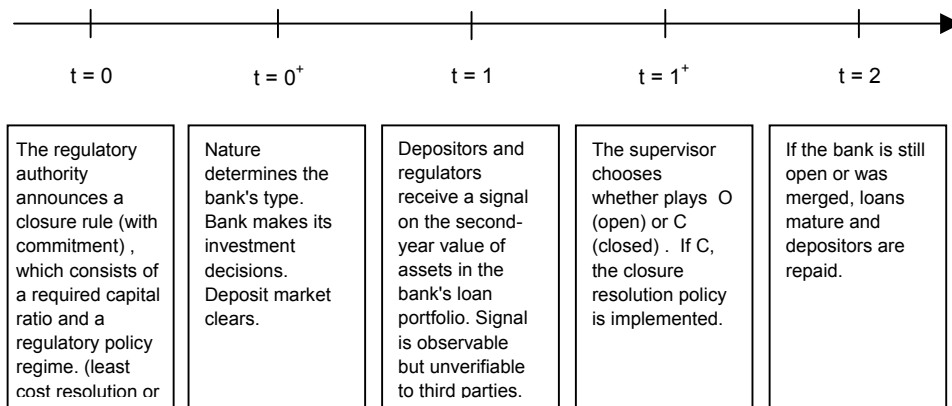 t = 0
t = 0+
t = 1
t = 1+
t = 2
The regulatory
authority
announces a
closure rule (with
commitment) ,
which consists of
a required capital
ratio and a
regulatory policy
regime. (least
cost resolution or
Nature
determines the
bank's type.
Bank makes its
investment
decisions.
Deposit market
clears.
Depositors and
regulators
receive a signal
on the second-
year value of
assets in the
bank's loan
portfolio. Signal
is observable
but unverifiable
to third parties.
The supervisor
chooses
whether plays O
(open) or C
(closed) . If C,
the closure
resolution policy
is implemented.
If the bank is still
open or was
merged, loans
mature and
depositors are
repaid.